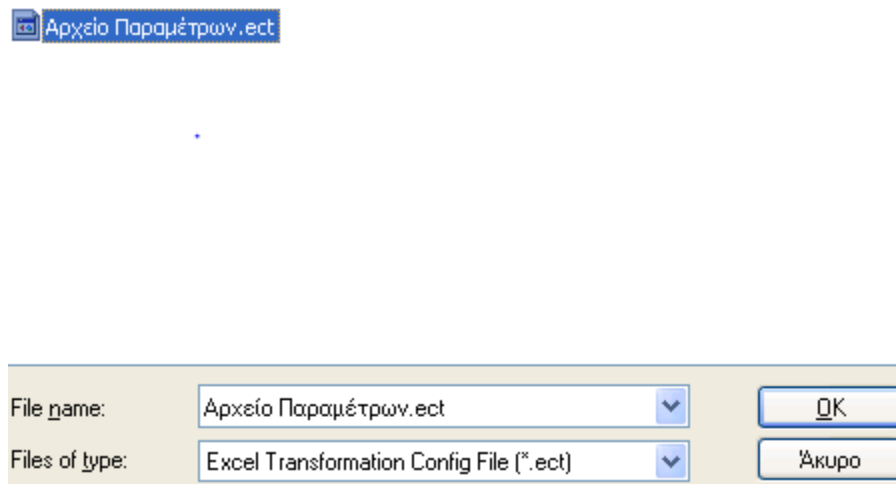 Αρχείο Παραμέτρων.ect
File name: Αρχείο Παραμέτρων.ect OK
Files of type: Excel Transformation Config File (*.ect) Άκυρο